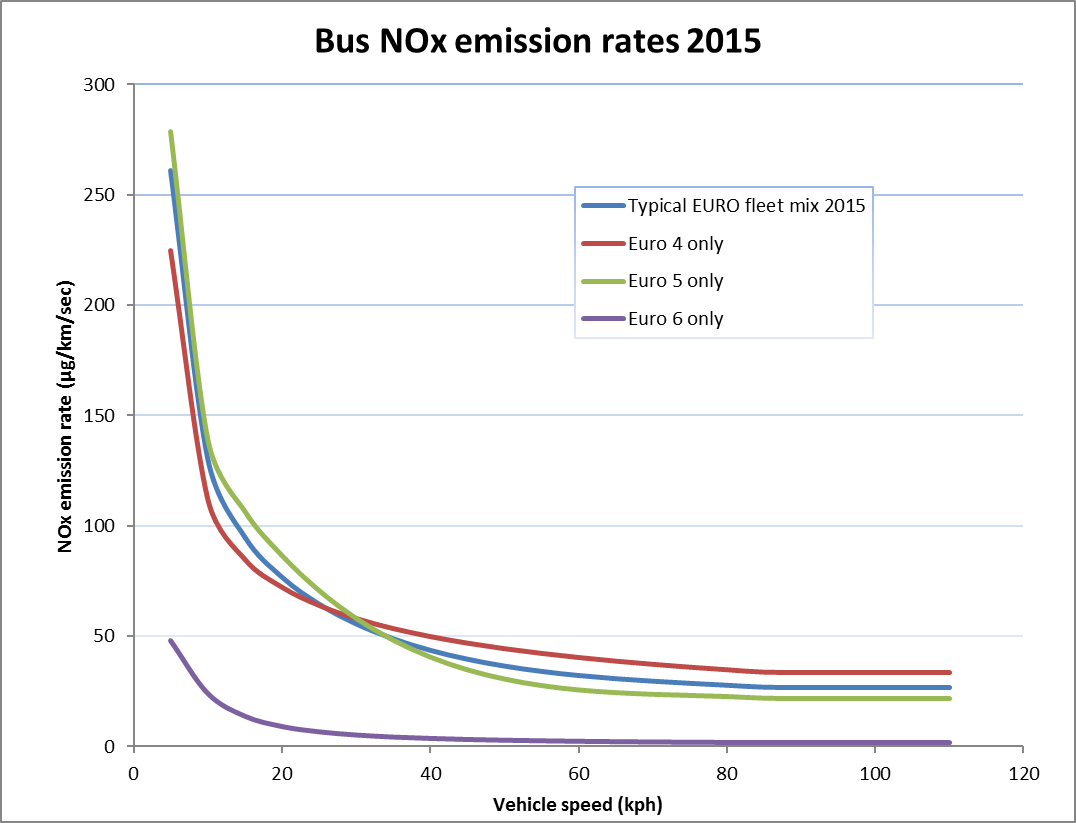 Bus NOx emission rates 2015
300
250
200
150
100
50
0
NOx emission rate (µg/km/sec)
Typical EURO fleet mix 2015
Euro 4 only
Euro 5 only
Euro 6 only
0 20 40 60 80 100 120
Vehicle speed (kph)